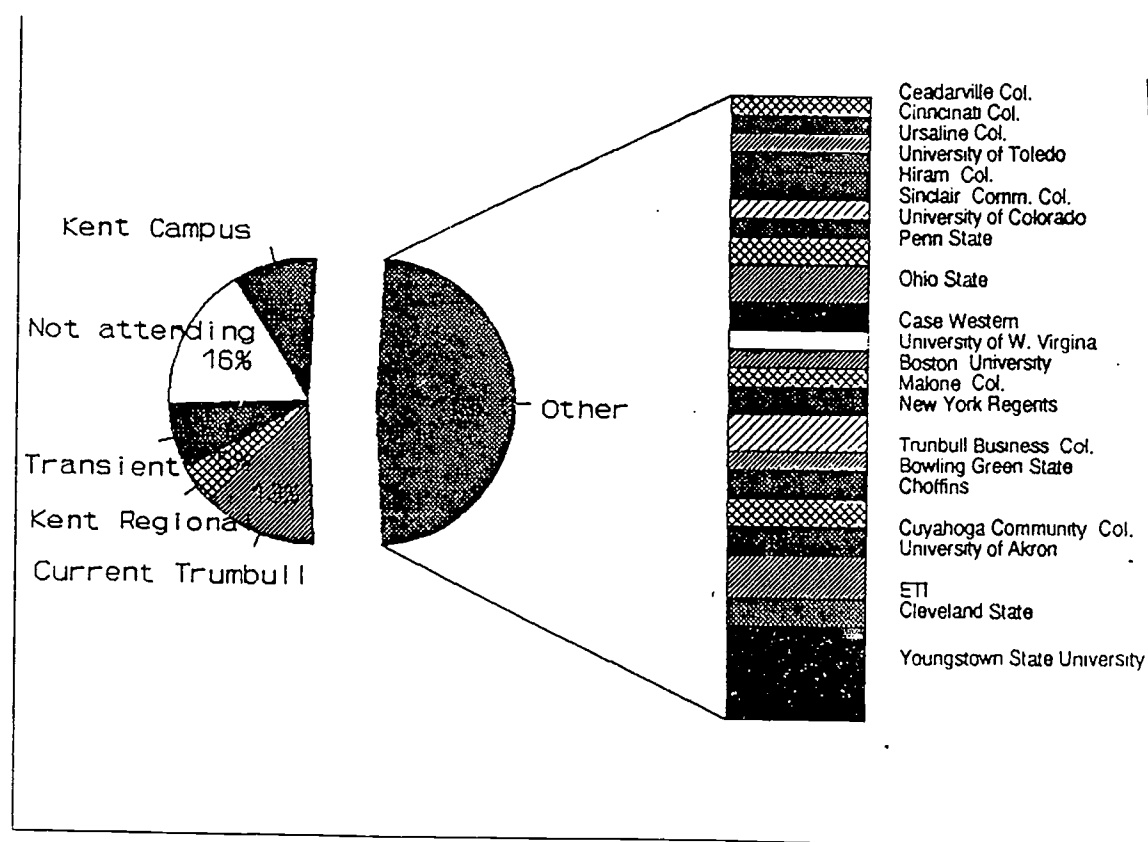 Kent Campus
Not attending
16%
Transient
Kent Regional
Current Trumbull
Other
Ceadarville Col.
Cinncinati Col.
Ursaline Col.
University of Toledo
Hiram Col.
Sinclair Comm. Col.
University of Colorado
Penn State
Ohio State
Case Western
University of W. Virgina
Boston University
Malone Col.
New York Regents
Trunbull Business Col.
Bowling Green State
Choffins
Cuyahoga Community Col.
University of Akron
ETI
Cleveland State
Youngstown State University